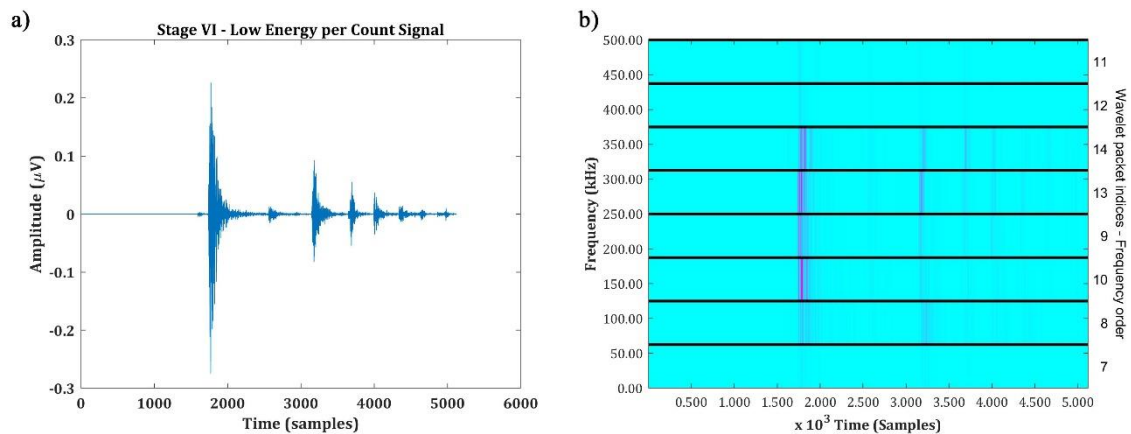 a)
Stage VI - Low Energy per Count Signal
0.3
0.2
0.1
0
-0.1
-0.2
-0.3
Amplitude (μV)
0 1000 2000 3000 4000 5000 6000
Time (samples)
b)
500.00
450.00
400.00
350.00
300.00
250.00
200.00
150.00
100.00
50.00
0.00
Frequency (kHz)
0.500 1.000 1.500 2.000 2.500 3.000 3.500 4.000 4.500 5.000
x 10³ Time (Samples)
11
12
14
13
9
10
8
7
Wavelet packet indices - Frequency order